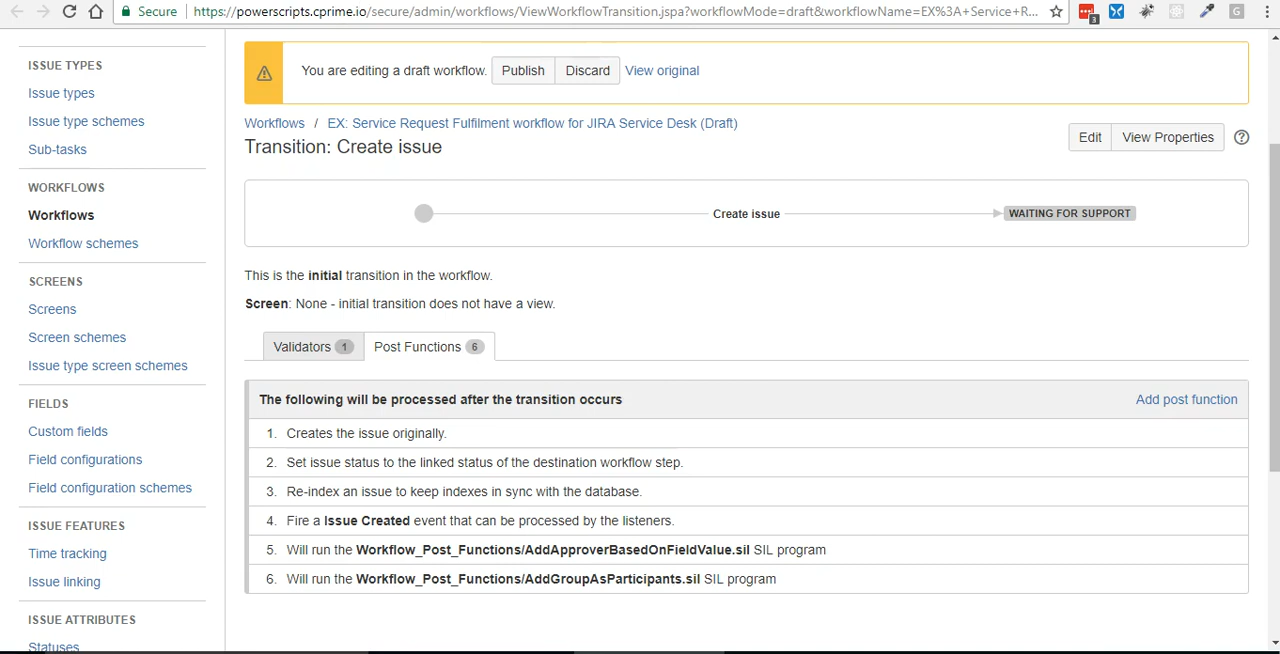 Secure https://powerscripts.cprime.io/secure/admin/workflows/ViewWorkflowTransition.jspa?workflowMode=draft&workflowName=EX%3A+Service+R...
3
G
ISSUE TYPES
Issue types
Issue type schemes
Sub-tasks
WORKFLOWS
Workflows
Workflow schemes
SCREENS
Screens
Screen schemes
Issue type screen schemes
FIELDS
Custom fields
Field configurations
Field configuration schemes
ISSUE FEATURES
Time tracking
Issue linking
ISSUE ATTRIBUTES
Statuses
You are editing a draft workflow. Publish Discard View original
Workflows / EX: Service Request Fulfilment workflow for JIRA Service Desk (Draft)
Transition: Create issue
Edit View Properties ?
Create issue WAITING FOR SUPPORT
This is the initial transition in the workflow.
Screen: None - initial transition does not have a view.
Validators 1 Post Functions 6
The following will be processed after the transition occurs Add post function
1. Creates the issue originally.
2. Set issue status to the linked status of the destination workflow step.
3. Re-index an issue to keep indexes in sync with the database.
4. Fire a Issue Created event that can be processed by the listeners.
5. Will run the Workflow_Post_Functions/AddApproverBasedOnFieldValue.sil SIL program
6. Will run the Workflow_Post_Functions/AddGroupAsParticipants.sil SIL program